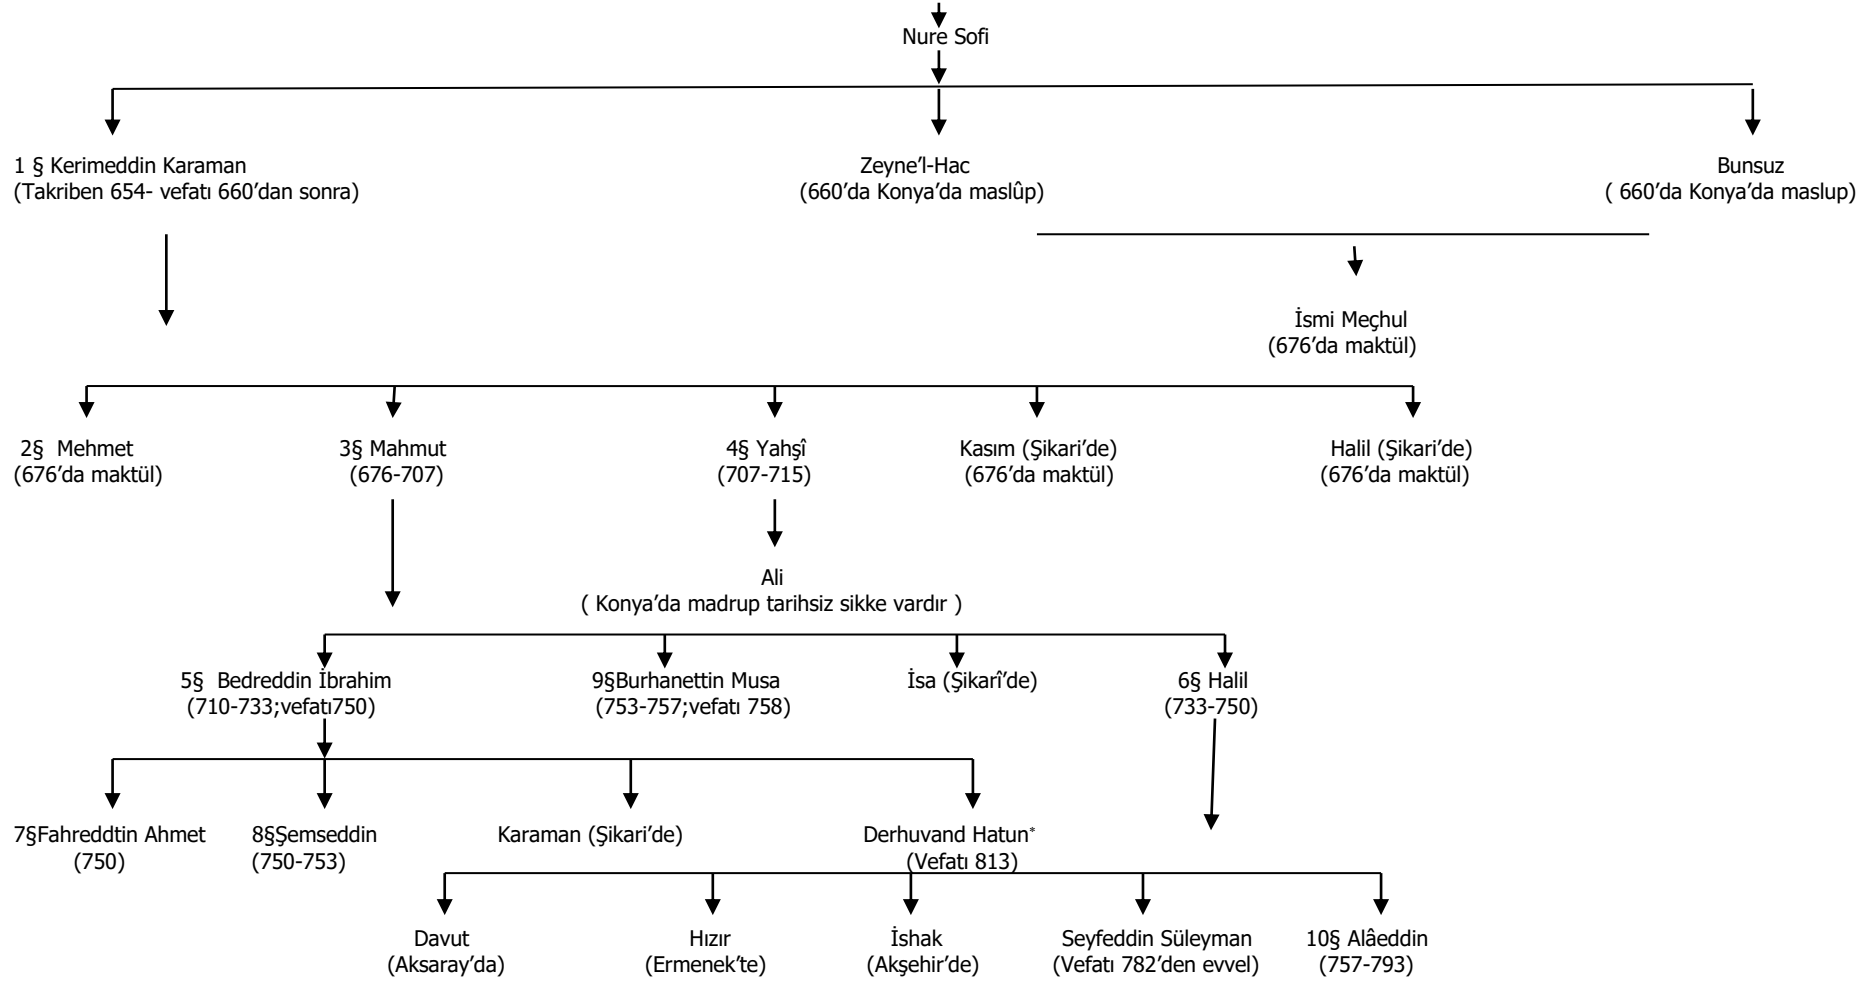 Nure Sofi
1 § Kerimeddin Karaman
(Takriben 654- vefatı 660’dan sonra)
Zeyne’l-Hac
(660’da Konya’da maslûp)
Bunsuz
( 660’da Konya’da maslup)
İsmi Meçhul
(676’da maktül)
2§ Mehmet
(676’da maktül)
3§ Mahmut
(676-707)
4§ Yahşî
(707-715)
Kasım (Şikari’de)
(676’da maktül)
Halil (Şikari’de)
(676’da maktül)
Ali
( Konya’da madrup tarihsiz sikke vardır )
5§ Bedreddin İbrahim
(710-733;vefatı750)
9§Burhanettin Musa
(753-757;vefatı 758)
İsa (Şikarî’de)
6§ Halil
(733-750)
7§Fahreddtin Ahmet
(750)
8§Şemseddin
(750-753)
Karaman (Şikari’de)
Derhuvand Hatun*
(Vefatı 813)
Davut
(Aksaray’da)
Hızır
(Ermenek’te)
İshak
(Akşehir’de)
Seyfeddin Süleyman
(Vefatı 782’den evvel)
10§ Alâeddin
(757-793)